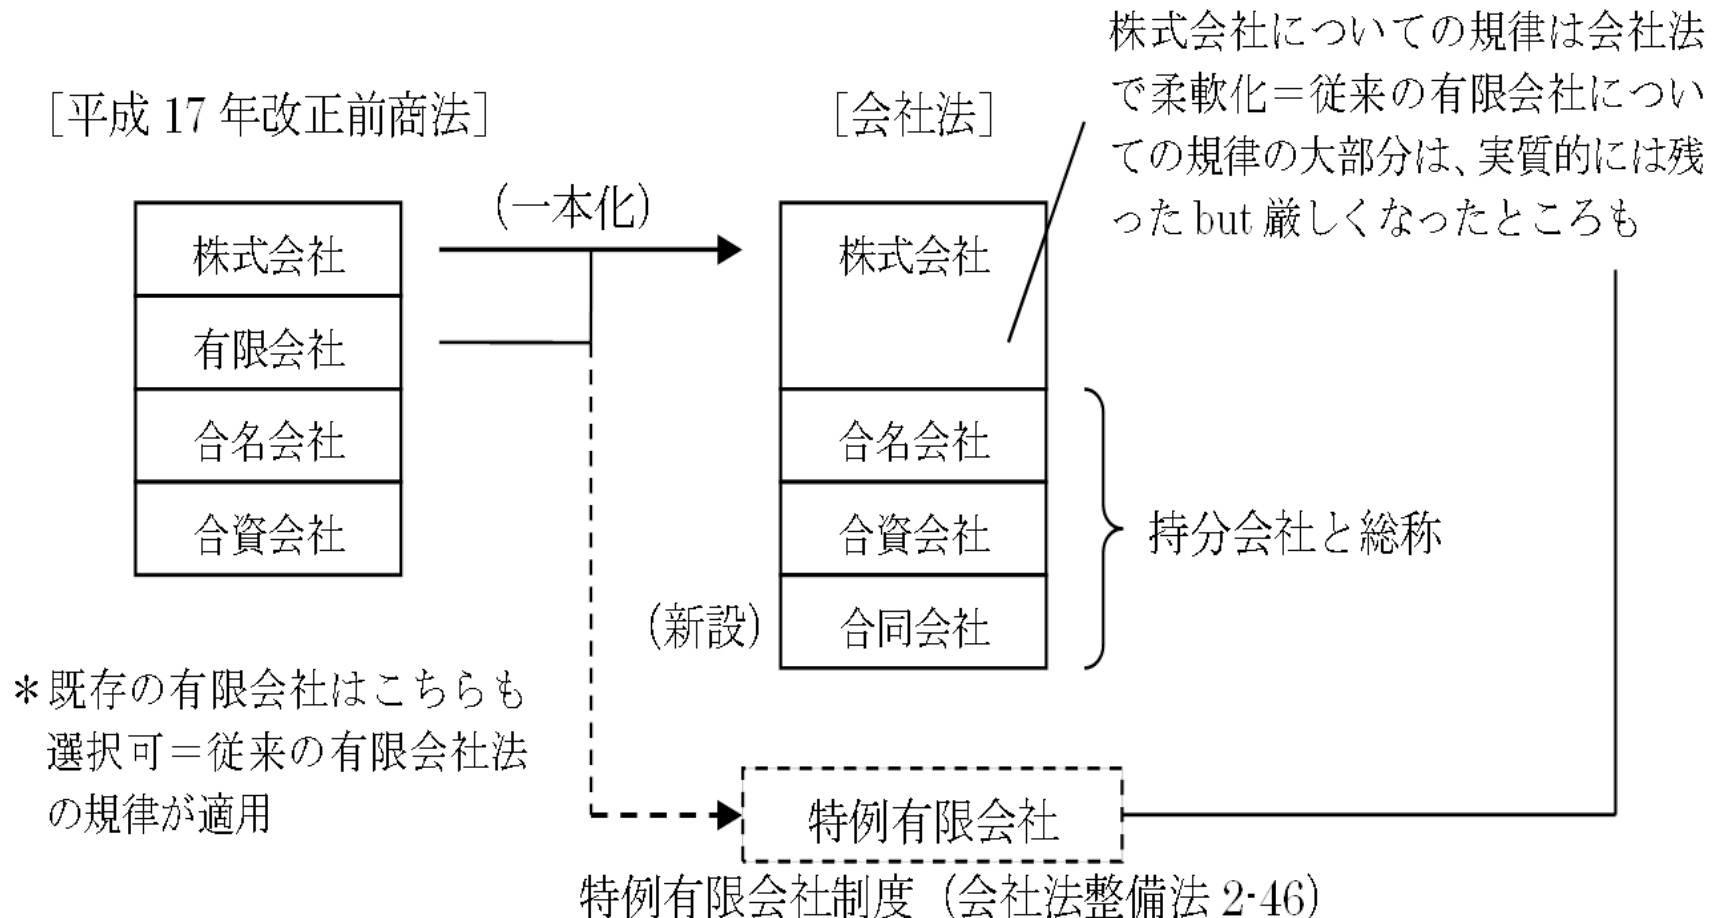 [平成 17 年改正前商法]
株式会社
有限会社
合名会社
合資会社
(一本化)
[会社法]
株式会社
合名会社
合資会社
(新設)
合同会社
持分会社と総称
株式会社についての規律は会社法
で柔軟化=従来の有限会社につい
ての規律の大部分は、実質的には残
った but 厳しくなったところも
*既存の有限会社はこちらも
選択可=従来の有限会社法
の規律が適用
特例有限会社
特例有限会社制度(会社法整備法 2-46)